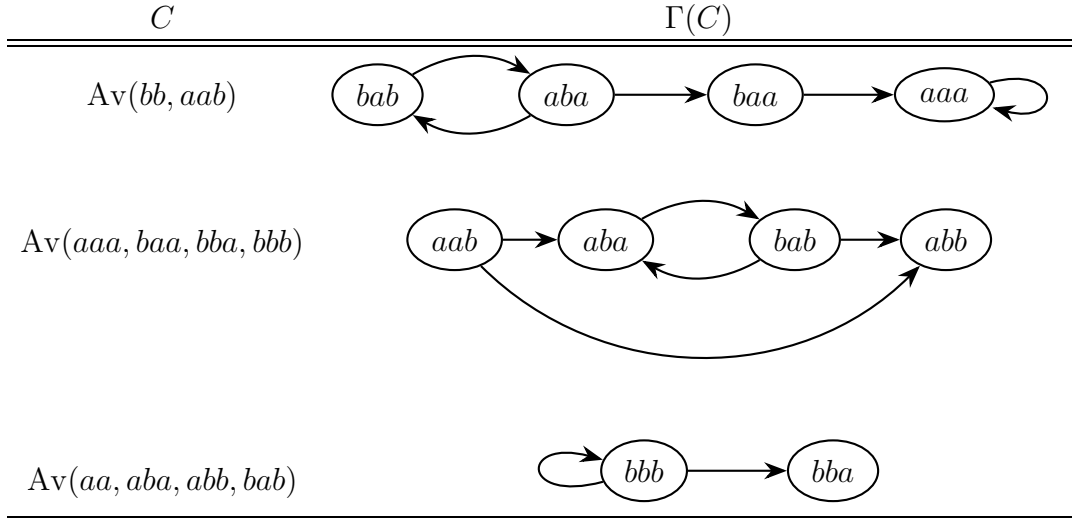 C Γ(C)
Av(bb, aab) bab aba baa aaa
Av(aaa, baa, bba, bbb) aab aba bab abb
Av(aa, aba, abb, bab) bbb bba